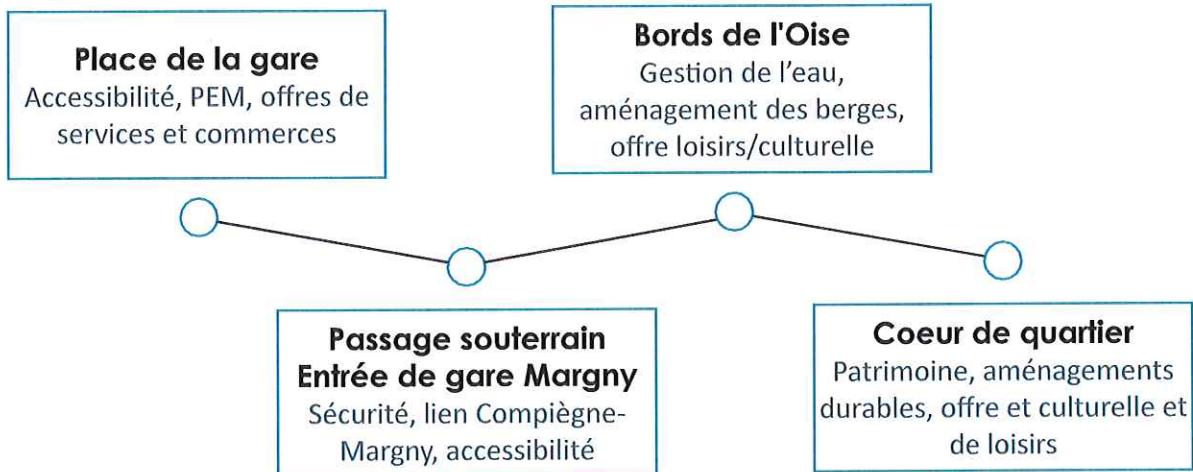 Place de la gare
Accessibilité, PEM, offres de
services et commerces
Bords de l'Oise
Gestion de l'eau,
aménagement des berges,
offre loisirs/culturelle
Passage souterrain
Entrée de gare Margny
Sécurité, lien Compiègne-
Margny, accessibilité
Coeur de quartier
Patrimoine, aménagements
durables, offre et culturelle et
de loisirs